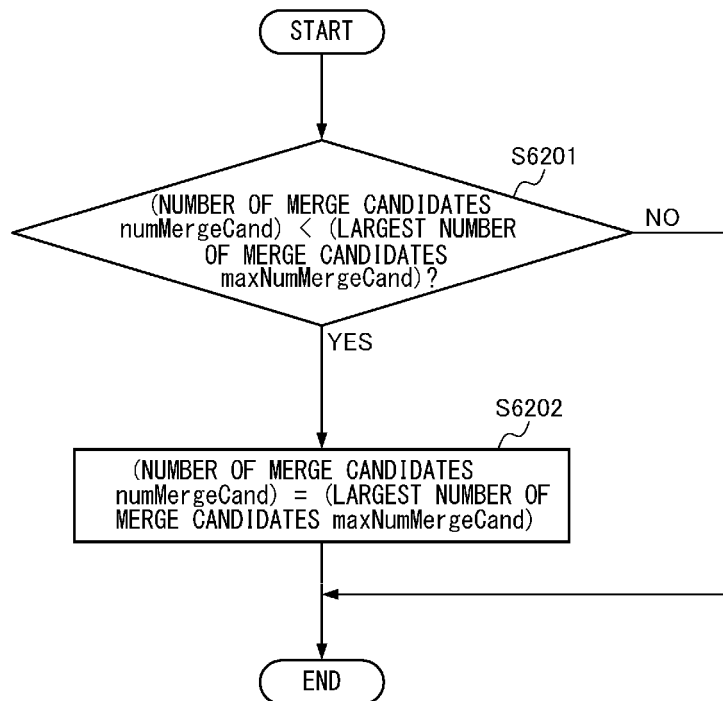 START
S6201
(NUMBER OF MERGE CANDIDATES
numMergeCand) < (LARGEST NUMBER
OF MERGE CANDIDATES
maxNumMergeCand)?
NO
YES
S6202
(NUMBER OF MERGE CANDIDATES
numMergeCand) = (LARGEST NUMBER OF
MERGE CANDIDATES maxNumMergeCand)
END